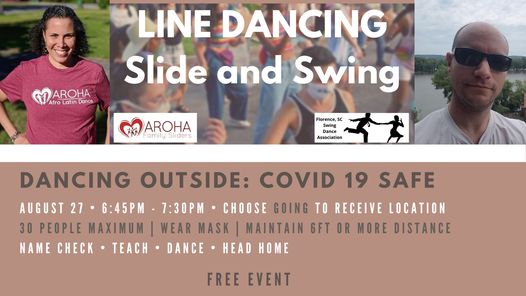 LINE DANCING
Slide and Swing
AROHA
Afro Latin Dance
AROHA
Family Sliders
Florence, SC
Swing
Dance
Association
DANCING OUTSIDE: COVID 19 SAFE
AUGUST 27 • 6:45PM - 7:30PM • CHOOSE GOING TO RECEIVE LOCATION
30 PEOPLE MAXIMUM | WEAR MASK | MAINTAIN 6FT OR MORE DISTANCE
NAME CHECK • TEACH • DANCE • HEAD HOME
FREE EVENT